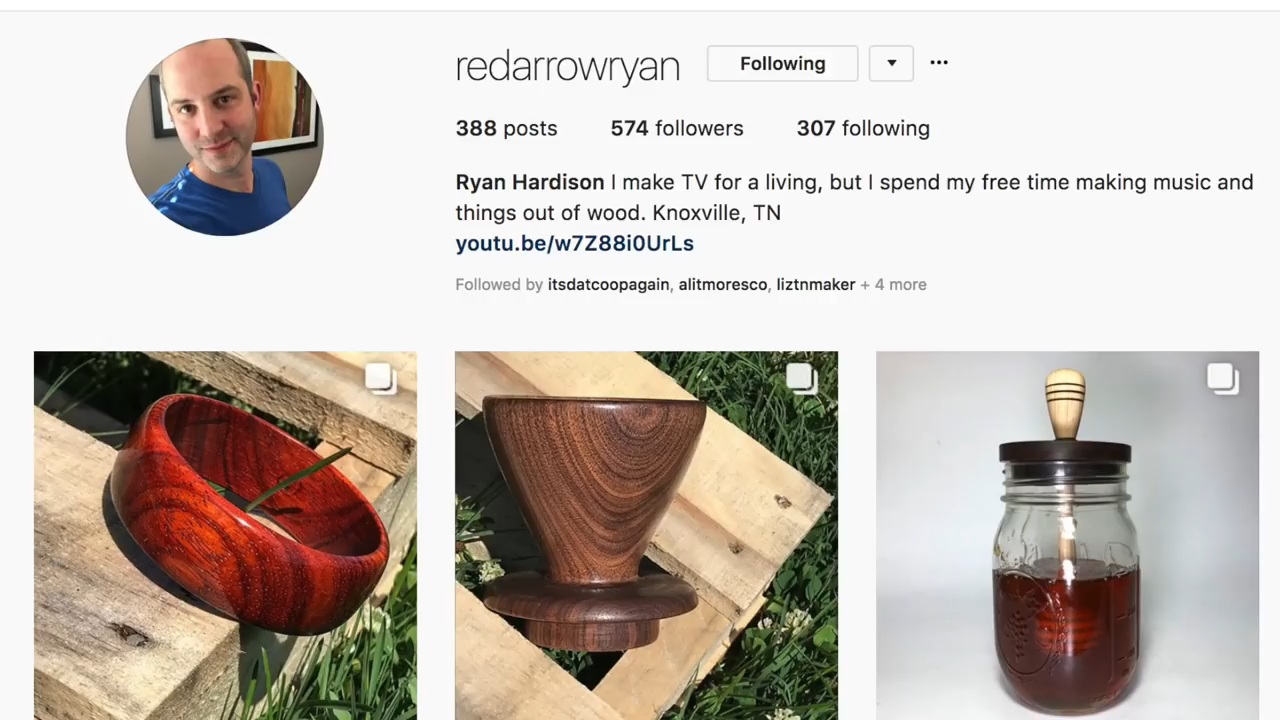 redarrowryan Following
388 posts 574 followers 307 following
Ryan Hardison I make TV for a living, but I spend my free time making music and
things out of wood. Knoxville, TN
youtu.be/w7Z88i0UrLs
Followed by itsdatcoopagain, alitmoresco, liztnmaker + 4 more